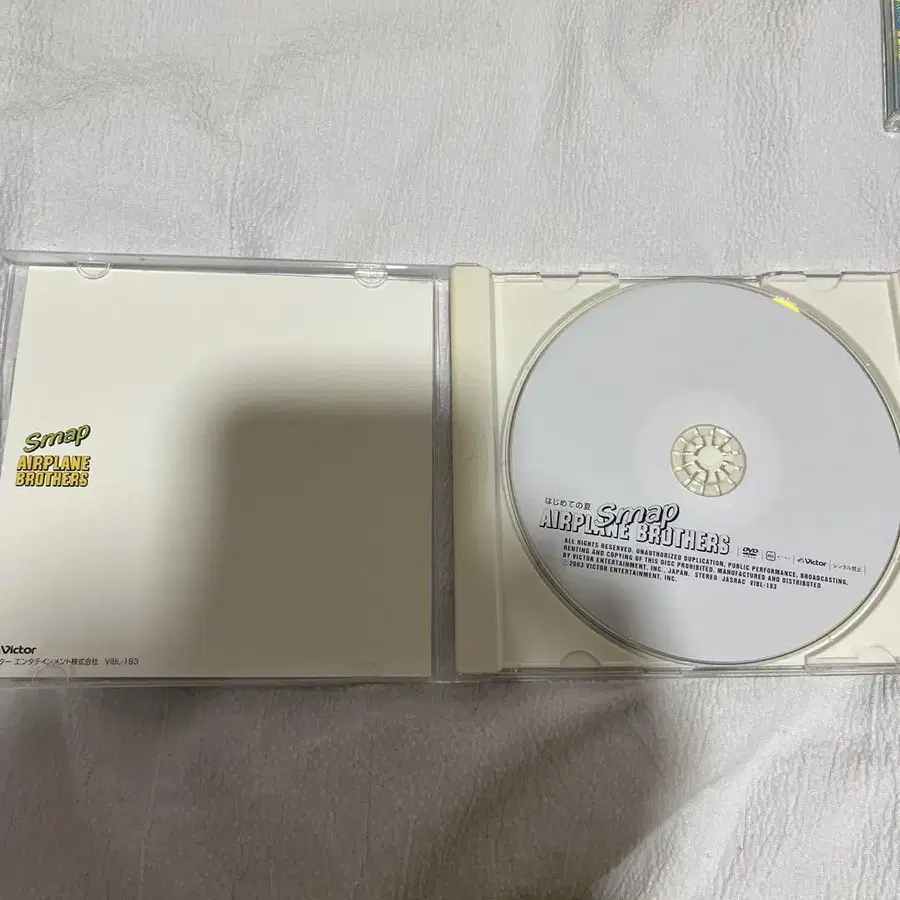 Smap
AIRPLANE
BROTHERS
Victor
ター エンタテインメント株式会社 VIBL-183
はじめての夏 Smap
AIRPLANE BROTHERS
DVD
Victor
レンタル禁止
ALL RIGHTS RESERVED. UNAUTHORIZED DUPLICATION, PUBLIC PERFORMANCE, BROADCASTING,
RENTING AND COPYING OF THIS DISC PROHIBITED. MANUFACTURED AND DISTRIBUTED
BY VICTOR ENTERTAINMENT, INC., JAPAN. STEREO JASRAC VIBL-183
Ⓒ2003 VICTOR ENTERTAINMENT, INC.